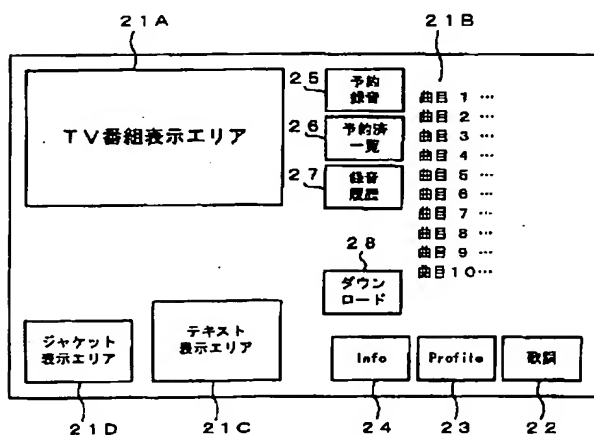 21A
21B
TV番組表示エリア
25
予約
録音
26
予約済
一覧
27
録音
履歴
曲目 1 …
曲目 2 …
曲目 3 …
曲目 4 …
曲目 5 …
曲目 6 …
曲目 7 …
曲目 8 …
曲目 9 …
曲目10…
28
ダウン
ロード
ジャケット
表示エリア
テキスト
表示エリア
Info
Profile
歌詞
21D
21C
24
23
22